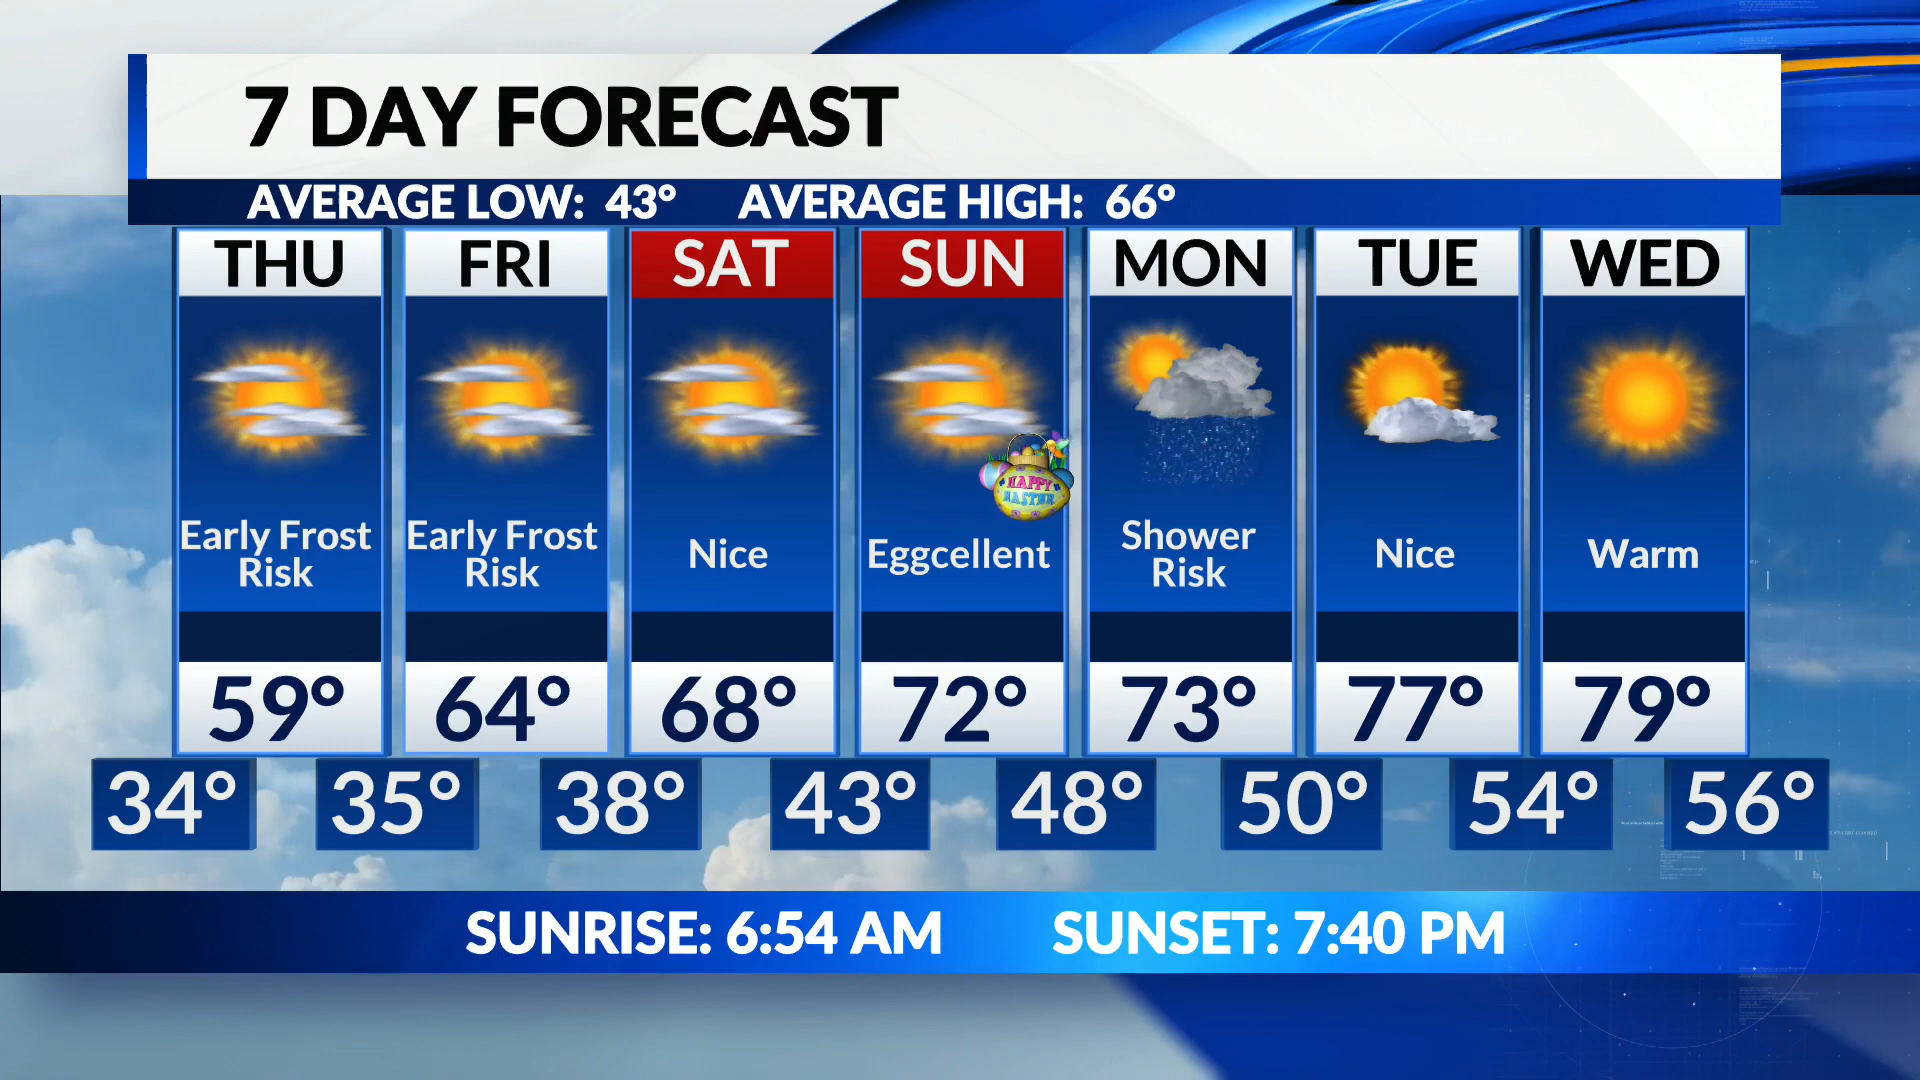 7 DAY FORECAST
AVERAGE LOW: 43° AVERAGE HIGH: 66°
THU FRI SAT SUN MON TUE WED
HAPPY
EASTER
Early Frost
Risk
Early Frost
Risk
Nice
Eggcellent
Shower
Risk
Nice
Warm
59° 64° 68° 72° 73° 77° 79°
34° 35° 38° 43° 48° 50° 54° 56°
SUNRISE: 6:54 AM SUNSET: 7:40 PM